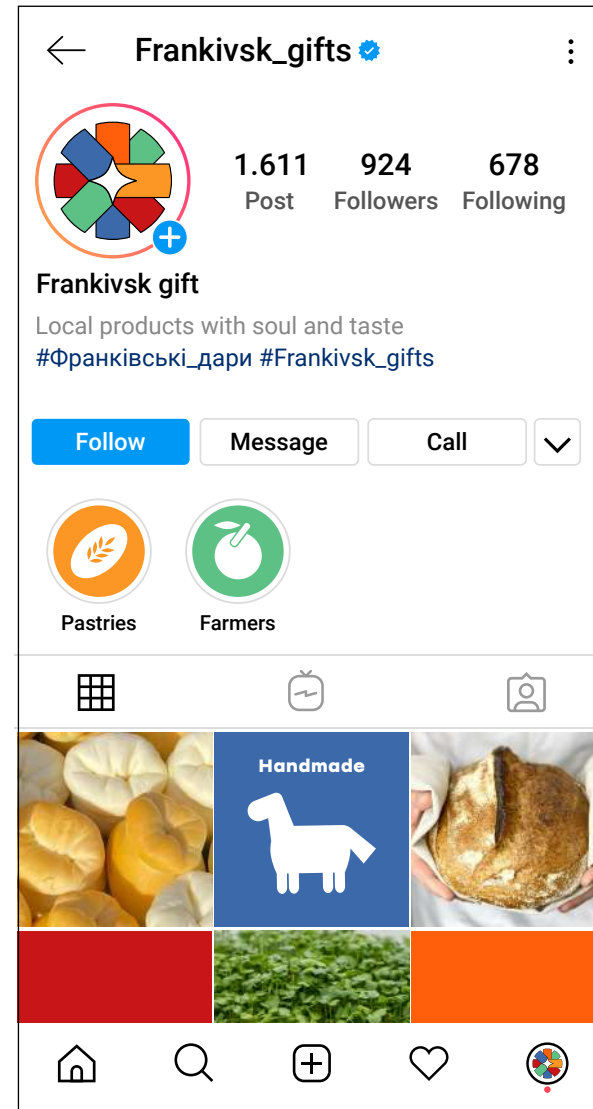 Frankivsk_gifts
1.611 924 678
Post Followers Following
Frankivsk gift
Local products with soul and taste
#Франківські_дари #Frankivsk_gifts
Follow Message Call
Pastries Farmers
Handmade